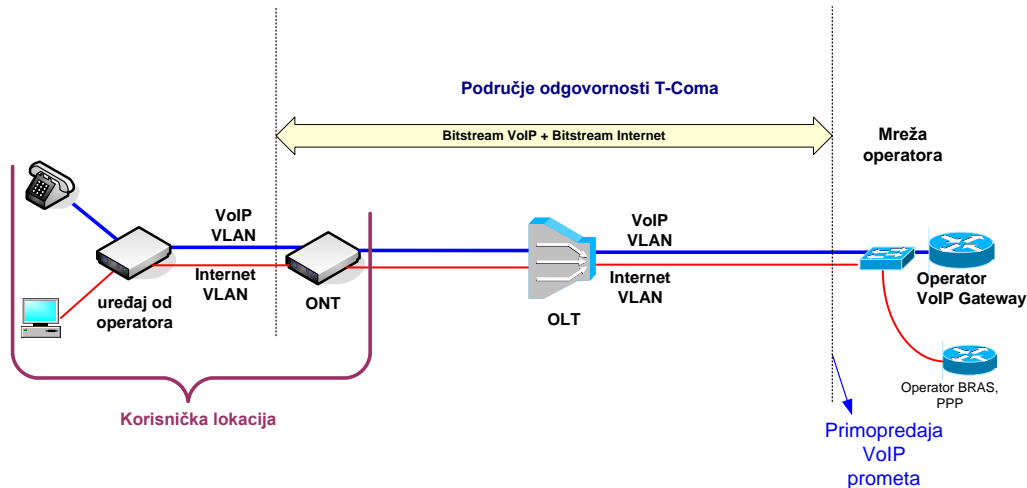 Područje odgovornosti T-Coma
Bitstream VoIP + Bitstream Internet
Mreža
operatora
VoIP
VLAN
Internet
VLAN
uređaj od
operatora
ONT
OLT
VoIP
VLAN
Internet
VLAN
Operator
VoIP Gateway
Operator BRAS,
PPP
Korisnička lokacija
Primopredaja
VoIP
prometa